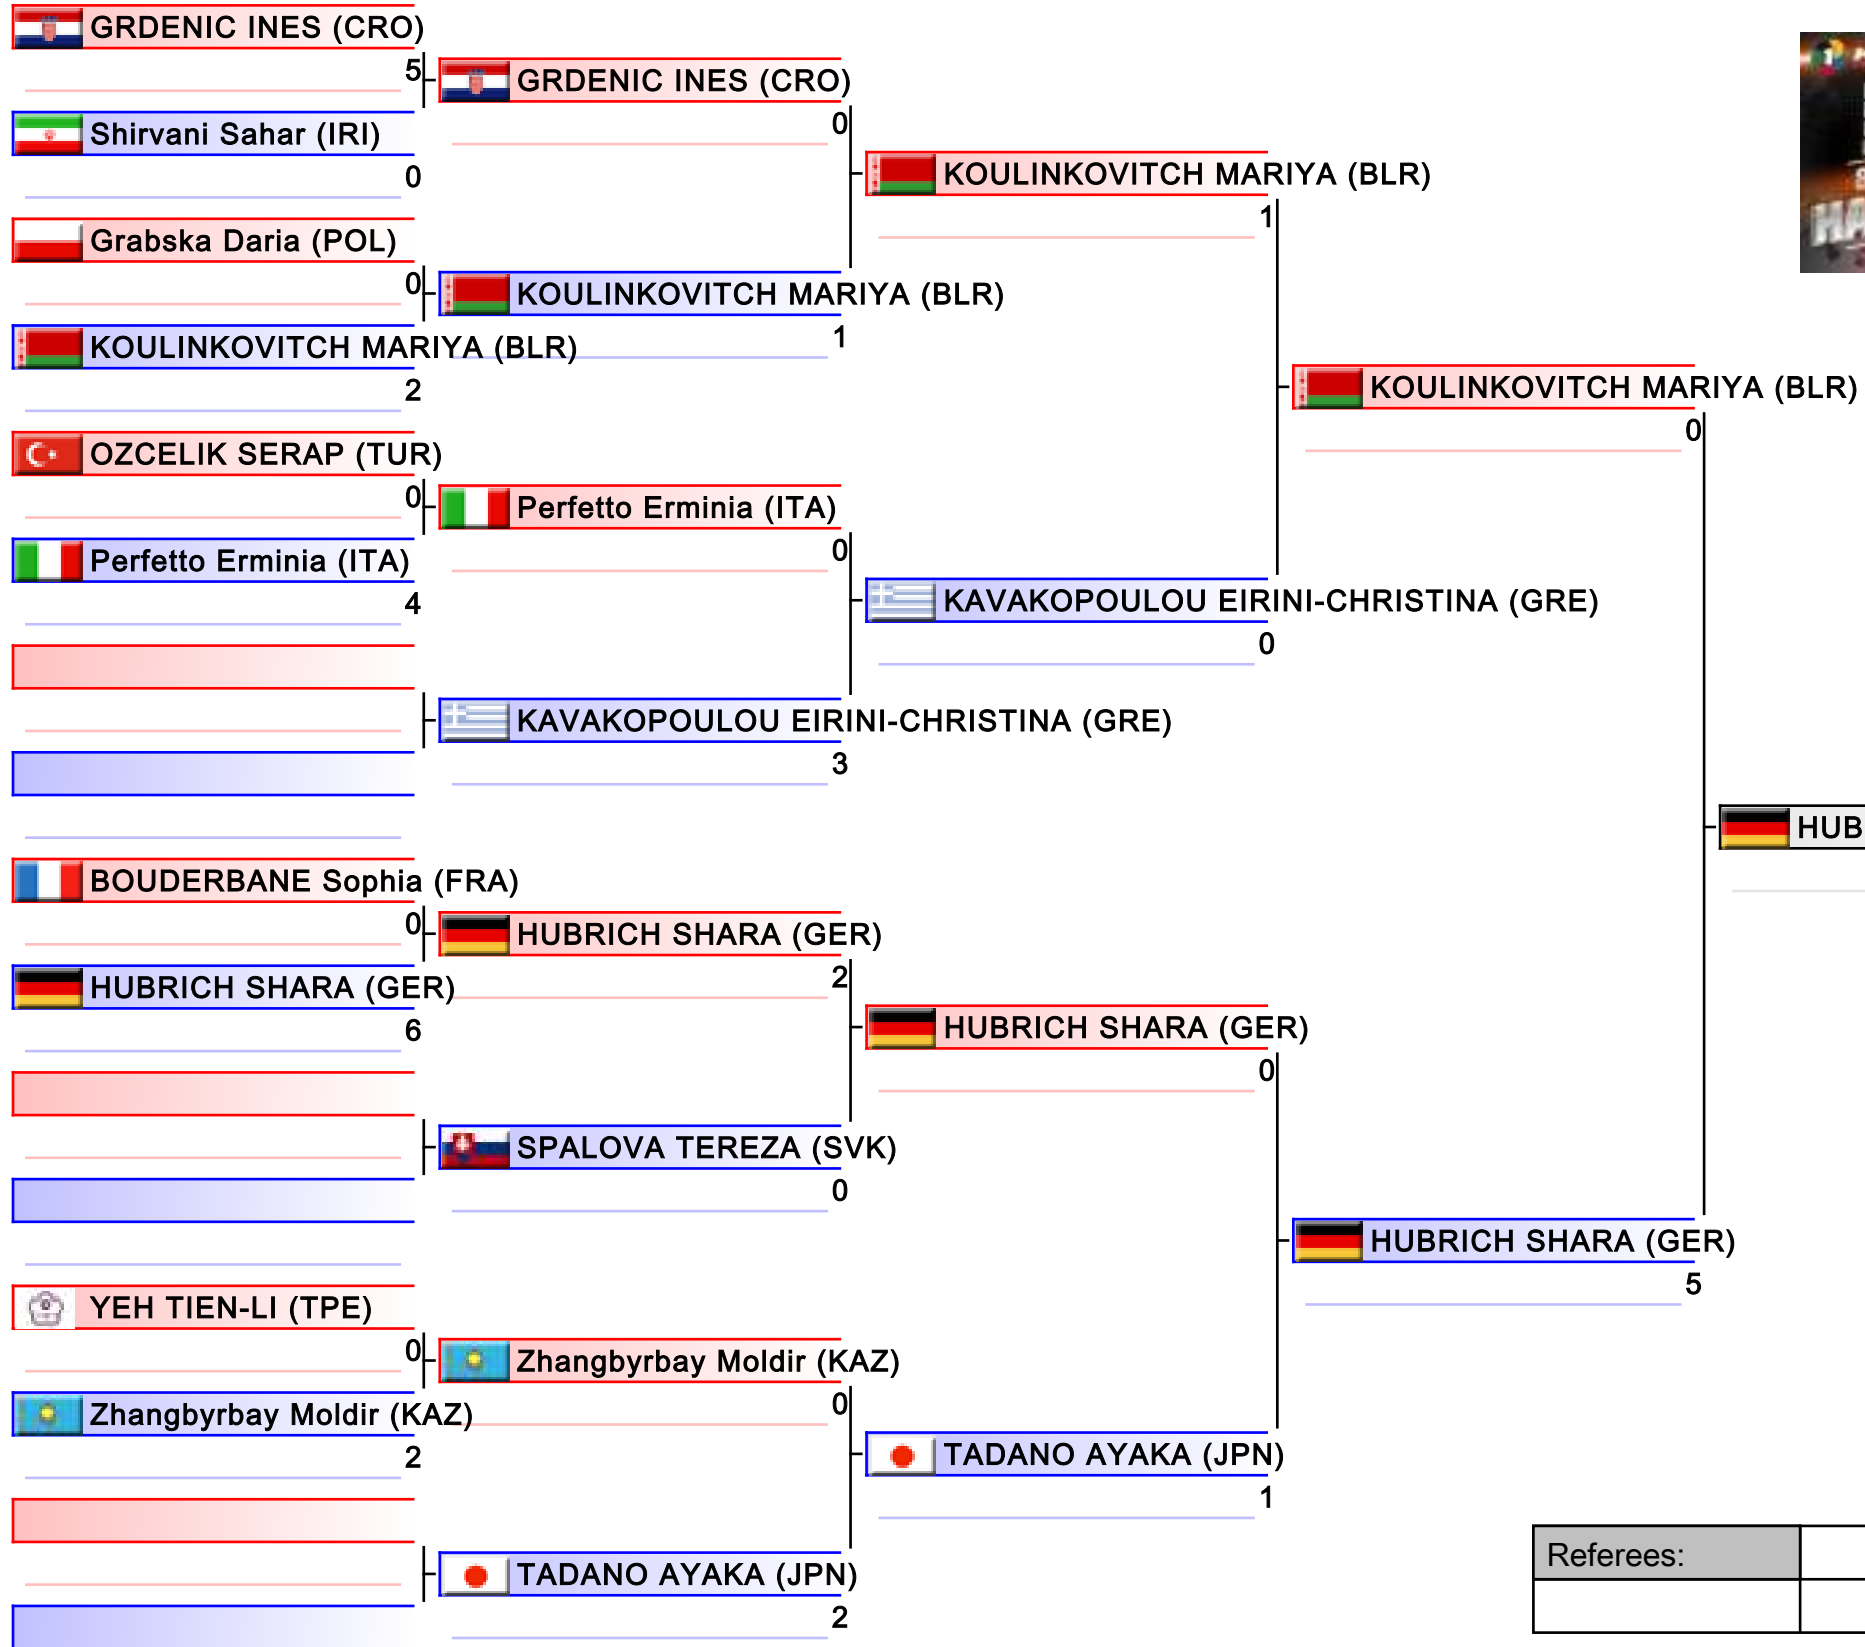 GRDENIC INES (CRO)
5
GRDENIC INES (CRO)
0
Shirvani Sahar (IRI)
0
KOULINKOVITCH MARIYA (BLR)
1
Grabska Daria (POL)
0
KOULINKOVITCH MARIYA (BLR)
1
KOULINKOVITCH MARIYA (BLR)
2
KOULINKOVITCH MARIYA (BLR)
0
OZCELIK SERAP (TUR)
0
Perfetto Erminia (ITA)
0
Perfetto Erminia (ITA)
4
KAVAKOPOULOU EIRINI-CHRISTINA (GRE)
0
KAVAKOPOULOU EIRINI-CHRISTINA (GRE)
3
HUB
BOUDERBANE Sophia (FRA)
0
HUBRICH SHARA (GER)
2
HUBRICH SHARA (GER)
6
HUBRICH SHARA (GER)
0
SPALOVA TEREZA (SVK)
0
HUBRICH SHARA (GER)
5
YEH TIEN-LI (TPE)
0
Zhangbyrbay Moldir (KAZ)
0
Zhangbyrbay Moldir (KAZ)
2
TADANO AYAKA (JPN)
1
TADANO AYAKA (JPN)
2
Referees: